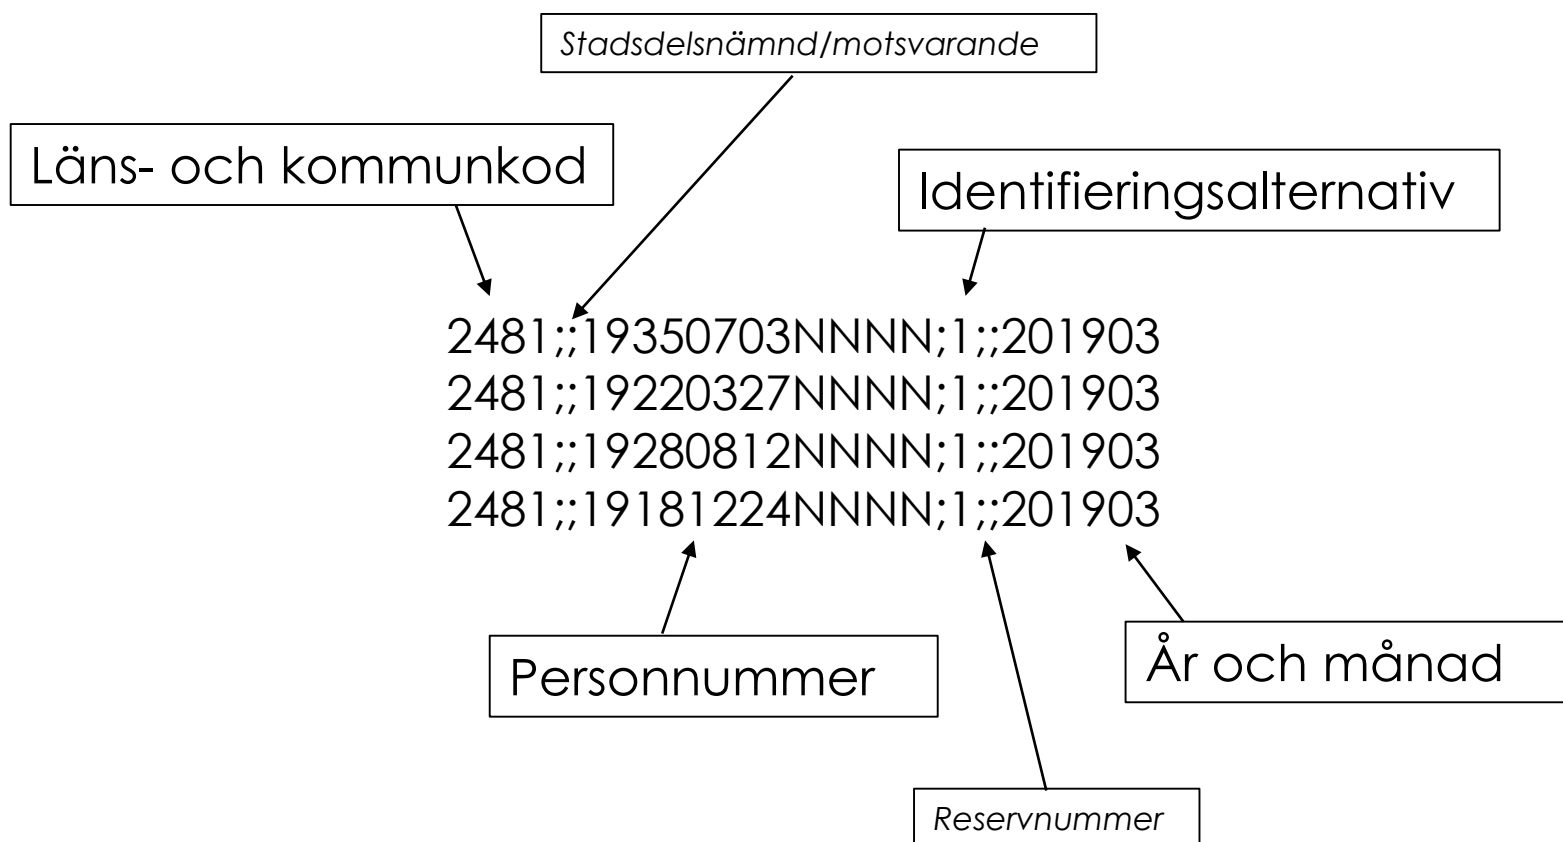 Stadsdelsnämnd/motsvarande
Läns- och kommunkod
Identifieringsalternativ
2481;;19350703NNNN;1;;201903
2481;;19220327NNNN;1;;201903
2481;;19280812NNNN;1;;201903
2481;;19181224NNNN;1;;201903
Personnummer
År och månad
Reservnummer